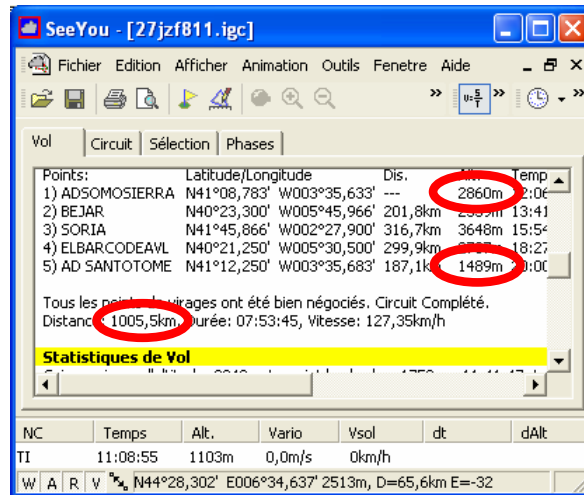 SeeYou - [27jzf811.igc]
Fichier Edition Afficher Animation Outils Fenetre Aide
Vol Circuit Sélection Phases
Points: Latitude/Longitude Dis. Temp
1) ADSOMOSIERRA N41°08,783' W003°35,633' --- 2860m
2) BEJAR N40°23,300' W005°45,966' 201,8km 13:41
3) SORIA N41°45,866' W002°27,900' 316,7km 3648m 15:54
4) ELBARCODEAVL N40°21,250' W005°30,500' 299,9km 18:27
5) AD SANTOTOME N41°12,250' W003°35,683' 187,1k 1489m
Tous les points de virages ont été bien négociés. Circuit Complété.
Distance: 1005,5km, Durée: 07:53:45, Vitesse: 127,35km/h
Statistiques de Vol
NC Temps Alt. Vario Vsol dt dAlt
TI 11:08:55 1103m 0,0m/s 0km/h
W A R V N44°28,302' E006°34,637' 2513m, D=65,6km E=-32